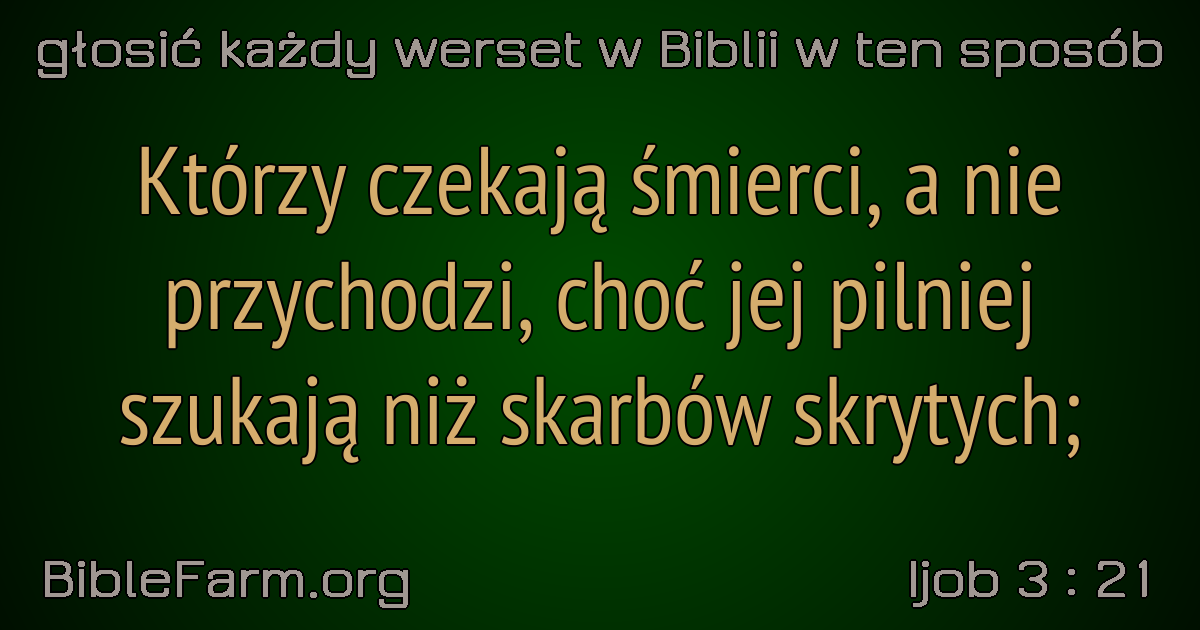 głosić każdy werset w Biblii w ten sposób
Którzy czekają śmierci, a nie
przychodzi, choć jej pilniej
szukają niż skarbów skrytych;
BibleFarm.org
Ijob 3 : 21